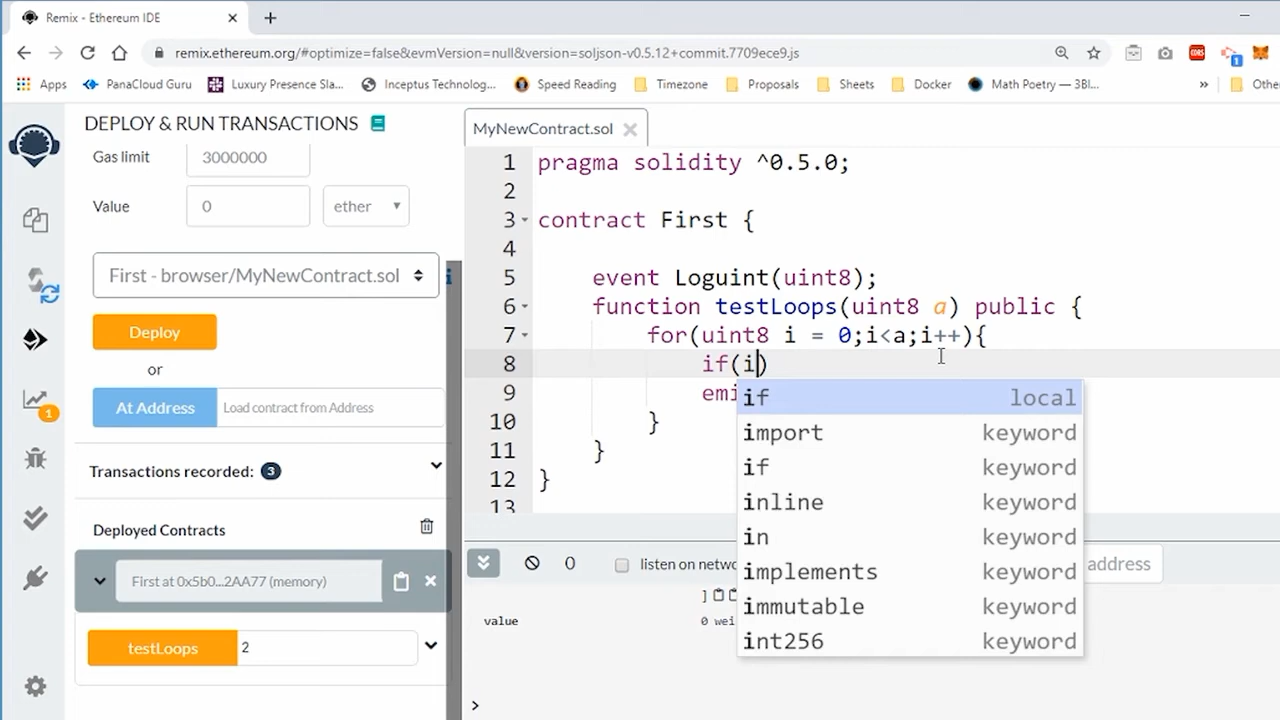 Remix - Ethereum IDE
remix.ethereum.org/#optimize=false&evmVersion=null&version=soljson-v0.5.12+commit.7709ece9.js
CORS
1
Apps PanaCloud Guru Luxury Presence Sla... Inceptus Technolog... Speed Reading Timezone Proposals Sheets Docker Math Poetry — 3Bl... » Othe
DEPLOY & RUN TRANSACTIONS
Gas limit 3000000
Value 0 ether
First - browser/MyNewContract.sol
i
Deploy
or
At Address Load contract from Address
1
Transactions recorded: 3
Deployed Contracts
First at 0x5b0...2AA77 (memory)
testLoops 2
MyNewContract.sol
1 pragma solidity ^0.5.0;
2
3 contract First {
4
5 event Loguint(uint8);
6 function testLoops(uint8 a) public {
7 for(uint8 i = 0;i<a;i++){
8 if(i)
9 emi
10 }
11 }
12 }
13
if local
import keyword
if keyword
inline keyword
in keyword
implements keyword
immutable keyword
int256 keyword
0 listen on netwo address
]
value 0 wei
>